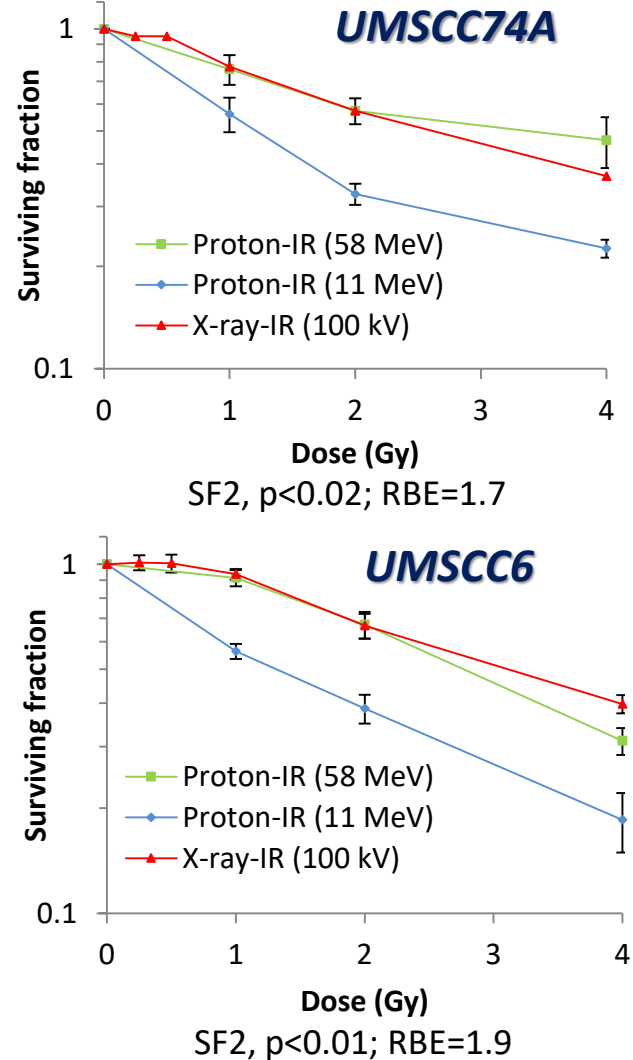 UMSCC74A
1
0.1
Surviving fraction
Proton-IR (58 MeV)
Proton-IR (11 MeV)
X-ray-IR (100 kV)
0 1 2 3 4
Dose (Gy)
SF2, p<0.02; RBE=1.7
UMSCC6
1
0.1
Surviving fraction
Proton-IR (58 MeV)
Proton-IR (11 MeV)
X-ray-IR (100 kV)
0 1 2 3 4
Dose (Gy)
SF2, p<0.01; RBE=1.9